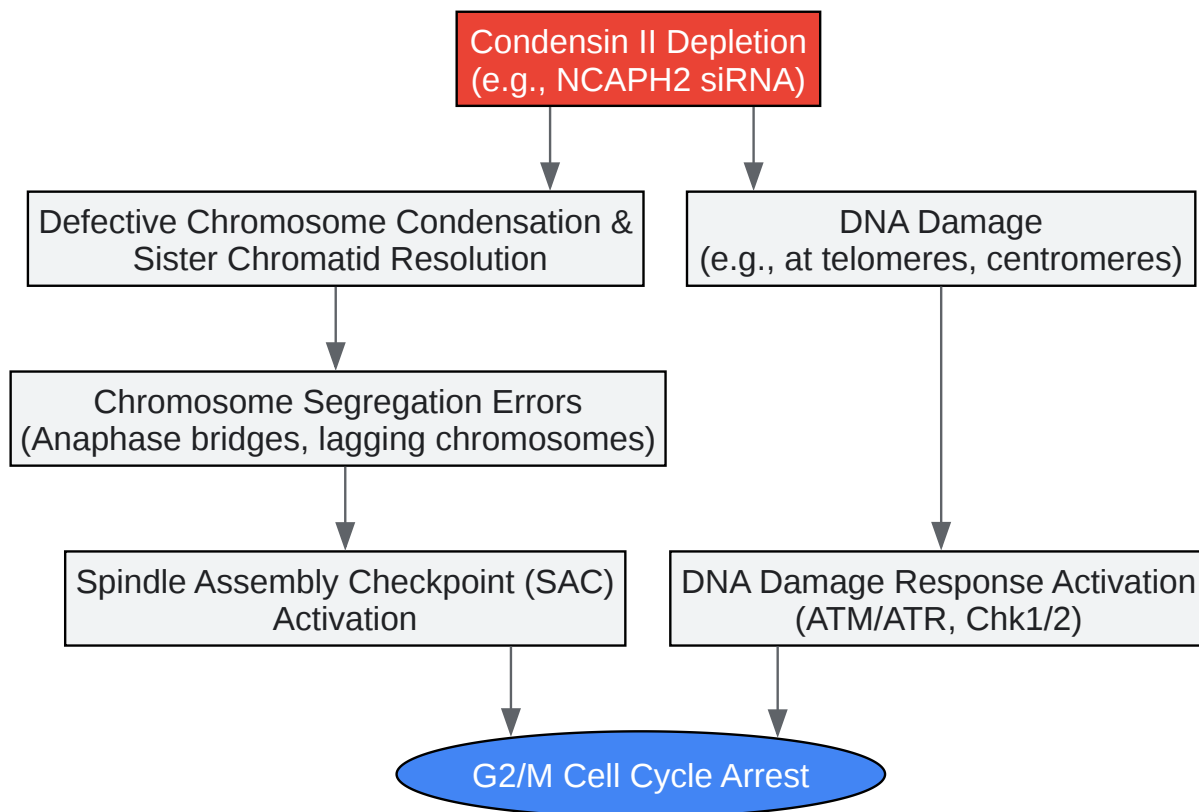 Condensin II Depletion
(e.g., NCAPH2 siRNA)
Defective Chromosome Condensation &
Sister Chromatid Resolution
DNA Damage
(e.g., at telomeres, centromeres)
Chromosome Segregation Errors
(Anaphase bridges, lagging chromosomes)
Spindle Assembly Checkpoint (SAC)
Activation
DNA Damage Response Activation
(ATM/ATR, Chk1/2)
G2/M Cell Cycle Arrest